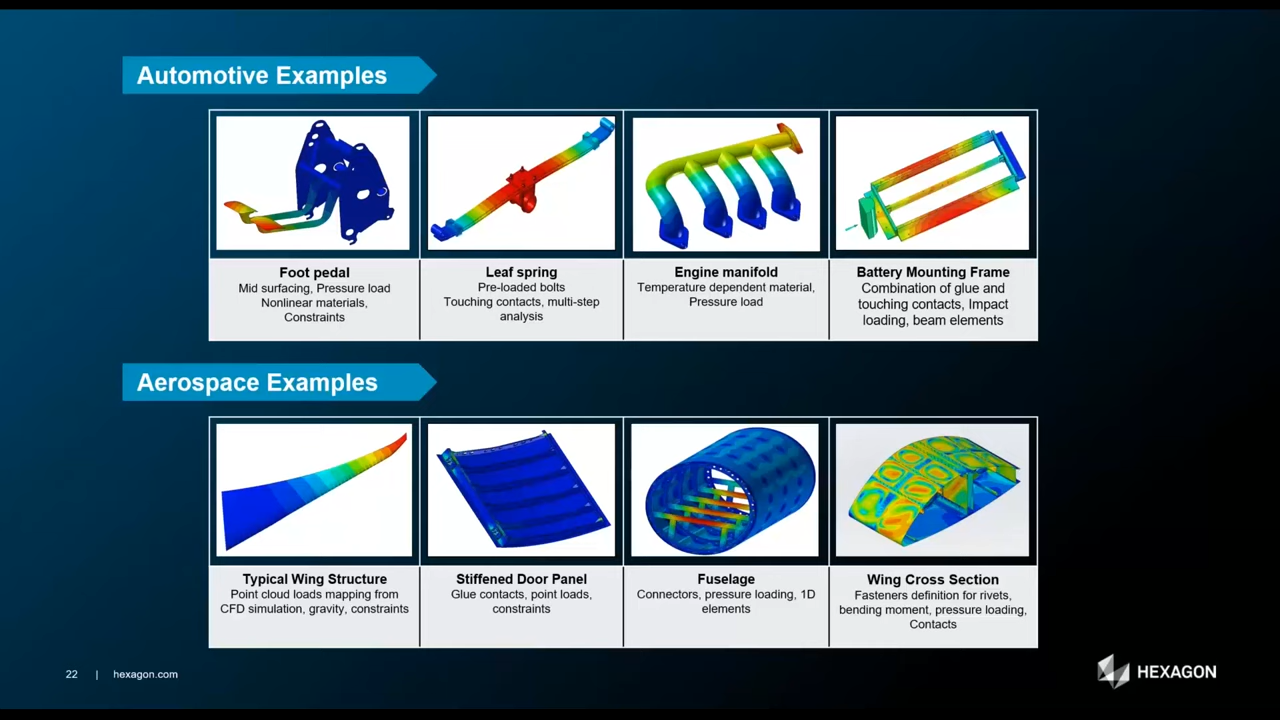 Automotive Examples
Foot pedal
Mid surfacing, Pressure load
Nonlinear materials,
Constraints
Leaf spring
Pre-loaded bolts
Touching contacts, multi-step
analysis
Engine manifold
Temperature dependent material,
Pressure load
Battery Mounting Frame
Combination of glue and
touching contacts, Impact
loading, beam elements
Aerospace Examples
Typical Wing Structure
Point cloud loads mapping from
CFD simulation, gravity, constraints
Stiffened Door Panel
Glue contacts, point loads,
constraints
Fuselage
Connectors, pressure loading, 1D
elements
Wing Cross Section
Fasteners definition for rivets,
bending moment, pressure loading,
Contacts
22 | hexagon.com
HEXAGON